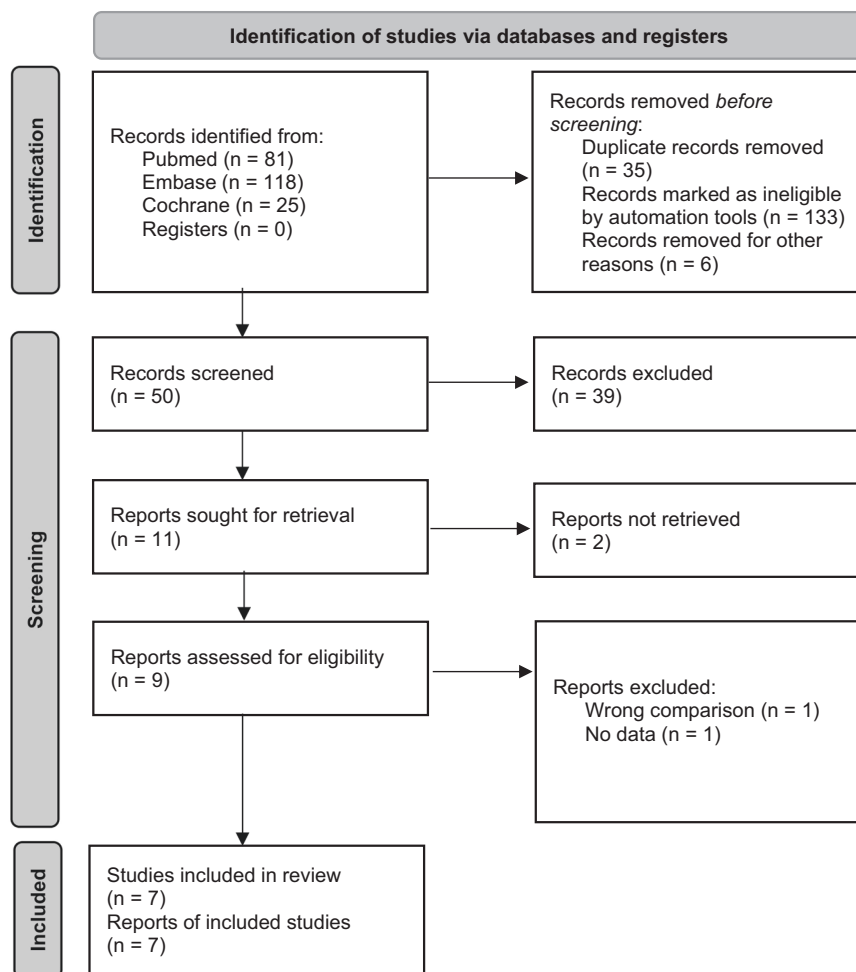 Identification of studies via databases and registers
Identification
Records identified from:
Pubmed (n = 81)
Embase (n = 118)
Cochrane (n = 25)
Registers (n = 0)
Records removed before
screening:
Duplicate records removed
(n = 35)
Records marked as ineligible
by automation tools (n = 133)
Records removed for other
reasons (n = 6)
Screening
Records screened
(n = 50)
Records excluded
(n = 39)
Reports sought for retrieval
(n = 11)
Reports not retrieved
(n = 2)
Reports assessed for eligibility
(n = 9)
Reports excluded:
Wrong comparison (n = 1)
No data (n = 1)
Included
Studies included in review
(n = 7)
Reports of included studies
(n = 7)